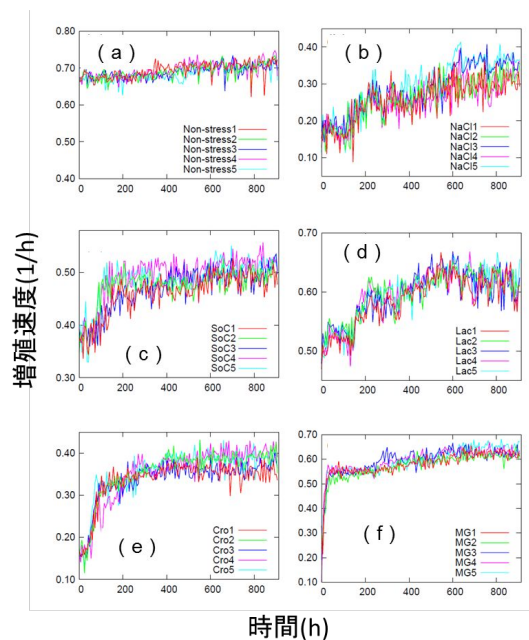 増殖速度(1/h)
0.80
0.70
0.60
0.50
0.40
(a)
Non-stress1
Non-stress2
Non-stress3
Non-stress4
Non-stress5
0 200 400 600 800
0.40
0.30
0.20
0.10
(b)
NaCl1
NaCl2
NaCl3
NaCl4
NaCl5
0 200 400 600 800
0.50
0.40
0.30
(c)
SoC1
SoC2
SoC3
SoC4
SoC5
0 200 400 600 800
0.70
0.60
0.50
(d)
Lac1
Lac2
Lac3
Lac4
Lac5
0 200 400 600 800
0.40
0.30
0.20
0.10
(e)
Cro1
Cro2
Cro3
Cro4
Cro5
0 200 400 600 800
0.70
0.60
0.50
0.40
0.30
0.20
0.10
(f)
MG1
MG2
MG3
MG4
MG5
0 200 400 600 800
時間(h)